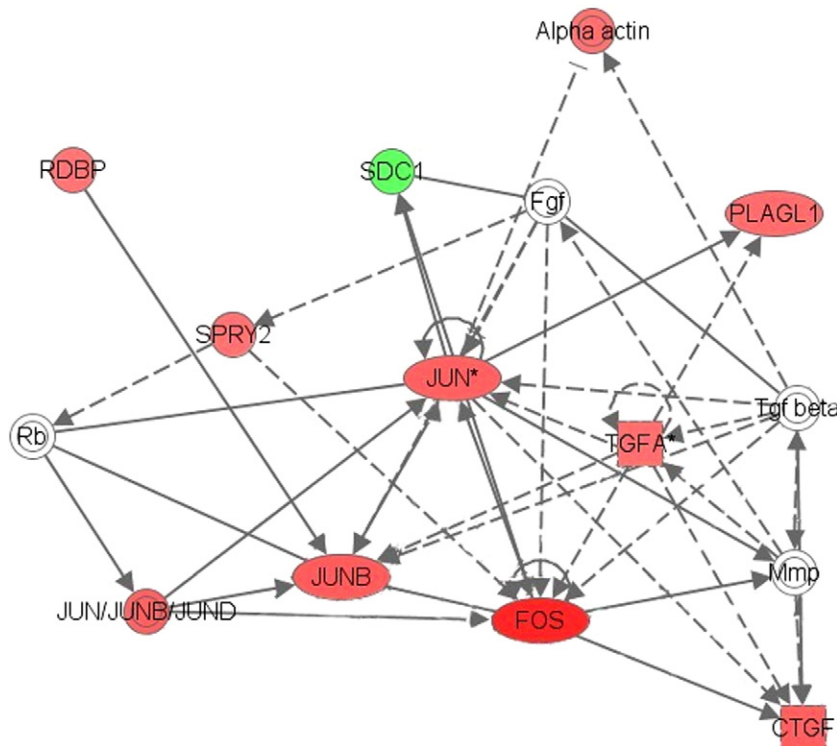 Alpha actin
RDBP
SDC1
Fgf
PLAGL1
SPRY2
JUN*
Tgf beta
Rb
TGFA*
JUNB
Mmp
JUN/JUNB/JUND
FOS
CTGF